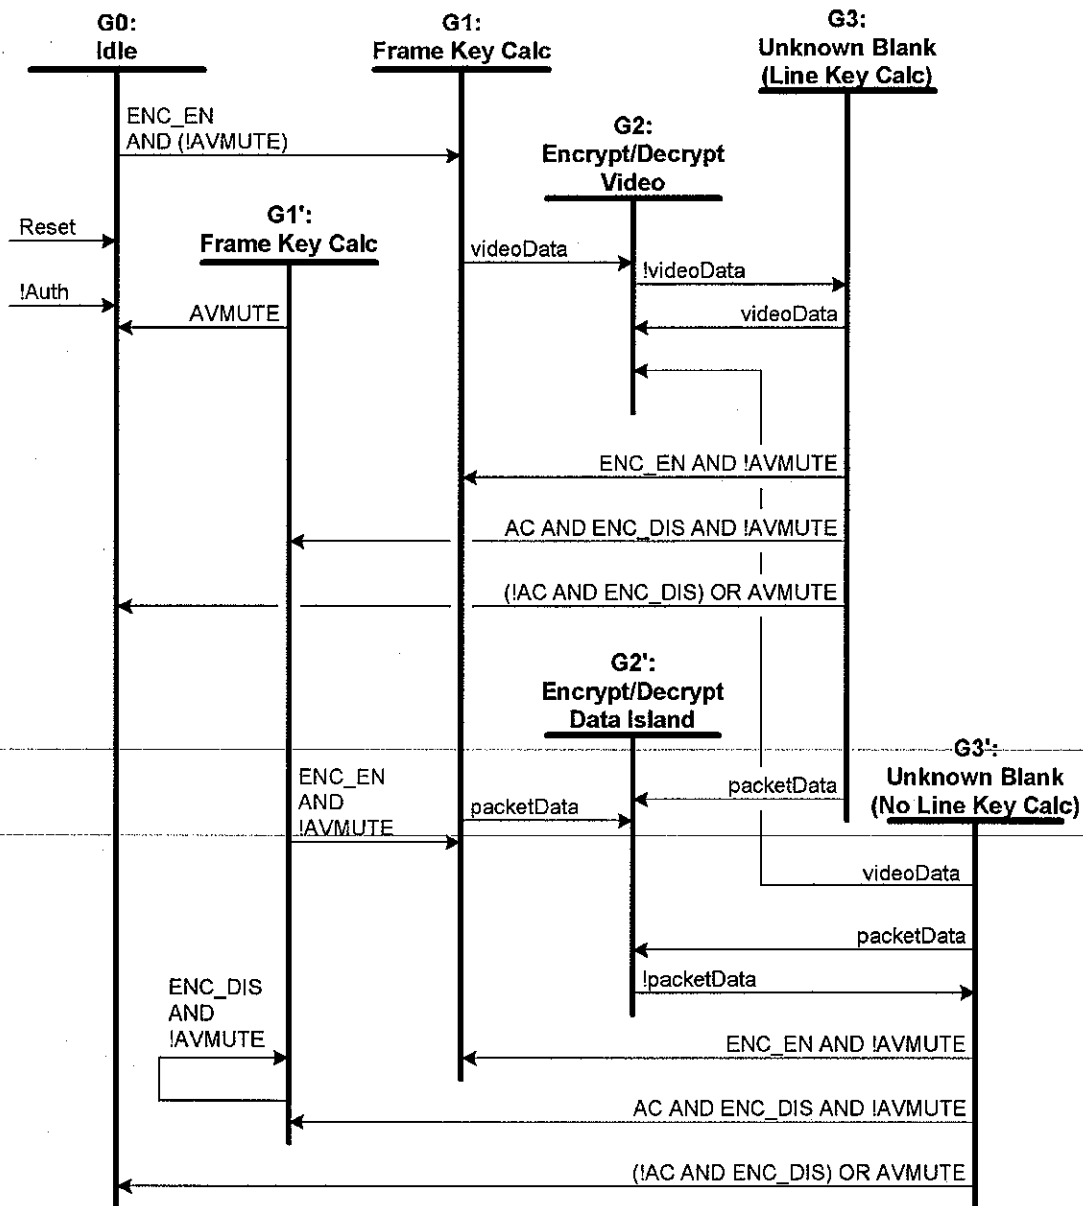 G0:
Idle
G1:
Frame Key Calc
G3:
Unknown Blank
(Line Key Calc)
ENC_EN
AND (!AVMUTE)
G2:
Encrypt/Decrypt
Video
Reset
G1':
Frame Key Calc
videoData
!videoData
!Auth
AVMUTE
videoData
ENC_EN AND !AVMUTE
AC AND ENC_DIS AND !AVMUTE
(!AC AND ENC_DIS) OR AVMUTE
G2':
Encrypt/Decrypt
Data Island
G3':
Unknown Blank
(No Line Key Calc)
ENC_EN
AND
!AVMUTE
packetData
packetData
videoData
packetData
!packetData
ENC_DIS
AND
!AVMUTE
ENC_EN AND !AVMUTE
AC AND ENC_DIS AND !AVMUTE
(!AC AND ENC_DIS) OR AVMUTE